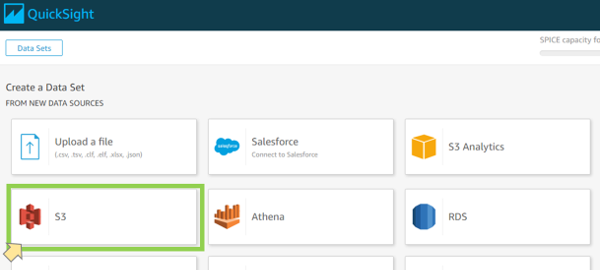 QuickSight
Data Sets
SPICE capacity fo
Create a Data Set
FROM NEW DATA SOURCES
Upload a file
(.csv, .tsv, .clf, .elf, .xlsx, .json)
salesforce
Salesforce
Connect to Salesforce
S3 Analytics
S3
Athena
RDS